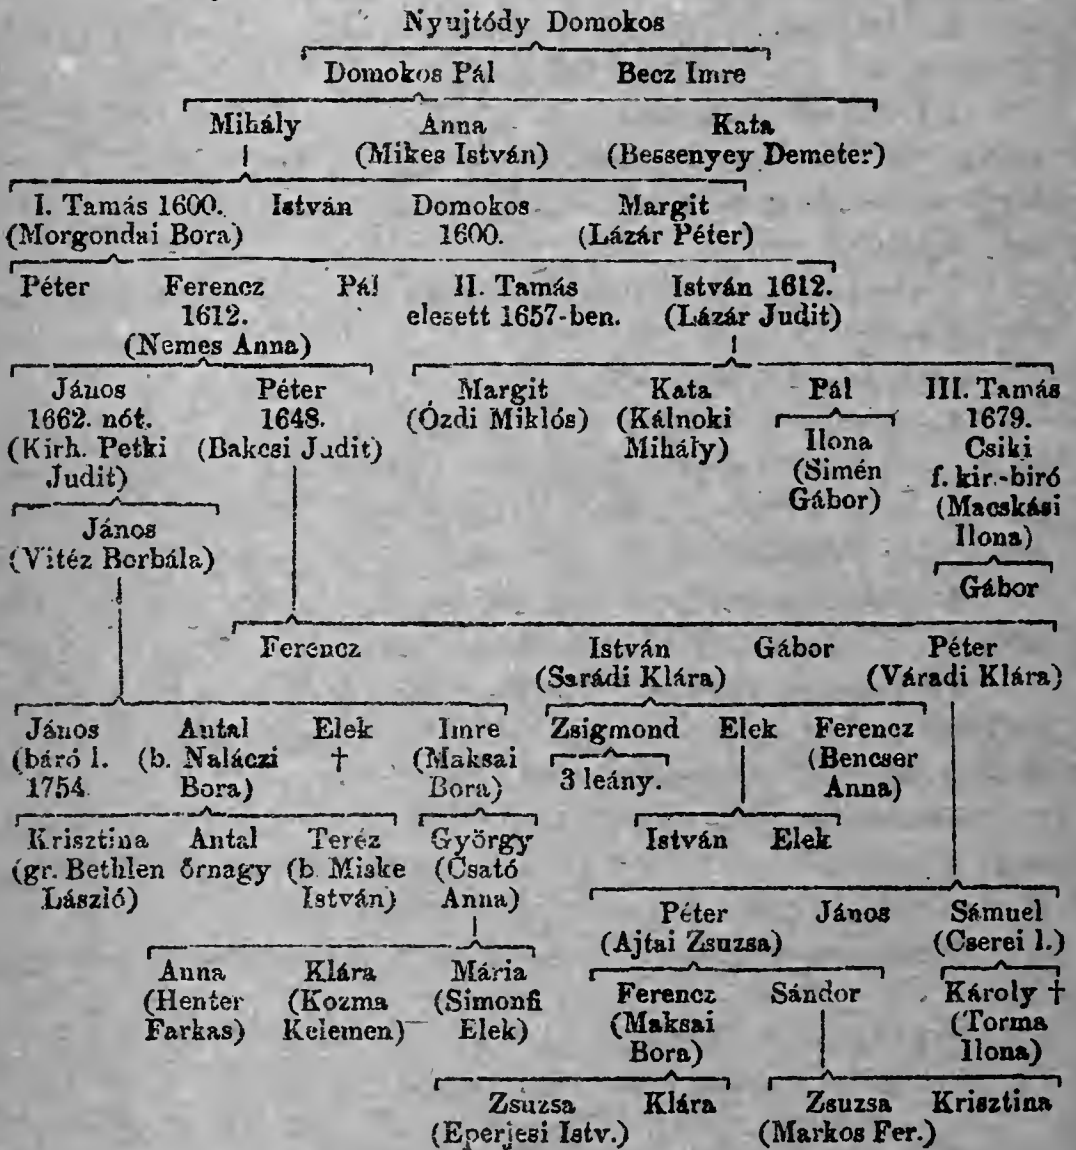 Nyujtódy Domokos
Domokos Pál Becz Imre
Mihály Anna Kata
(Mikes István) (Bessenyey Demeter)
I. Tamás 1600. István Domokos Margit
(Morgondai Bora) 1600. (Lázár Péter)
Péter Ferencz Pál II. Tamás István 1612.
1612. elesett 1657-ben. (Lázár Judit)
(Nemes Anna)
János Péter Margit Kata Pál III. Tamás
1662. nót. 1648. (Ózdi Miklós) (Kálnoki 1679.
(Kirh. Petki (Bakcsi Judit) Mihály) Ilona Csiki
Judit) (Simén f. kir.-biró
Gábor) (Macskási
János Ilona)
(Vitéz Borbála) Gábor
Ferencz István Gábor Péter
(Sarádi Klára) (Váradi Klára)
János Antal Elek Imre Zsigmond Elek Ferencz
(báró l. (b. Naláczi † (Maksai 3 leány. (Bencser
1754. Bora) Bora) Anna)
Krisztina Antal Teréz György István Elek
(gr. Bethlen őrnagy (b. Miske (Csató
László) István) Anna)
Péter János Sámuel
(Ajtai Zsuzsa) (Cserei I.)
Anna Klára Mária Ferencz Sándor Károly †
(Henter (Kozma (Simonfi (Maksai (Torma
Farkas) Kelemen) Elek) Bora) Ilona)
Zsuzsa Klára Zsuzsa Krisztina
(Eperjesi Istv.) (Markos Fer.)